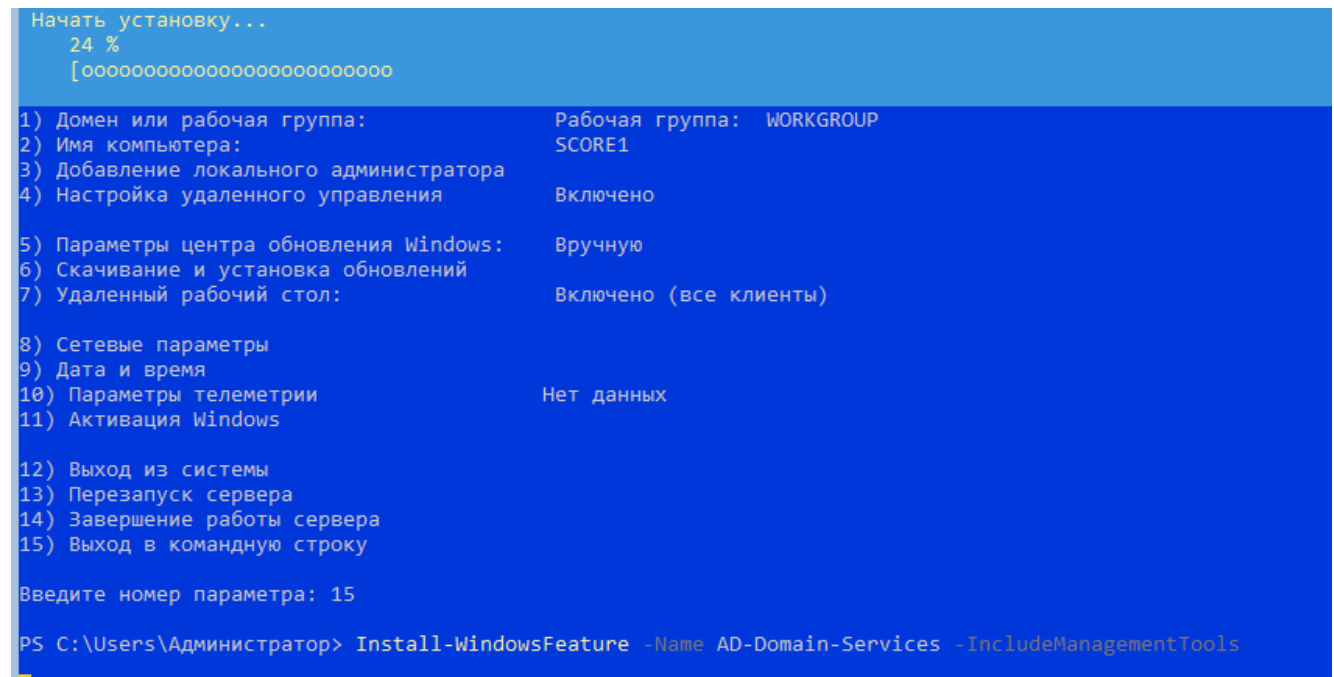 Начать установку...
24 %
[ooooooooooooooooooooooooo
1) Домен или рабочая группа: Рабочая группа: WORKGROUP
2) Имя компьютера: SCORE1
3) Добавление локального администратора
4) Настройка удаленного управления Включено
5) Параметры центра обновления Windows: Вручную
6) Скачивание и установка обновлений
7) Удаленный рабочий стол: Включено (все клиенты)
8) Сетевые параметры
9) Дата и время
10) Параметры телеметрии Нет данных
11) Активация Windows
12) Выход из системы
13) Перезапуск сервера
14) Завершение работы сервера
15) Выход в командную строку
Введите номер параметра: 15
PS C:\Users\Администратор> Install-WindowsFeature -Name AD-Domain-Services -IncludeManagementTools